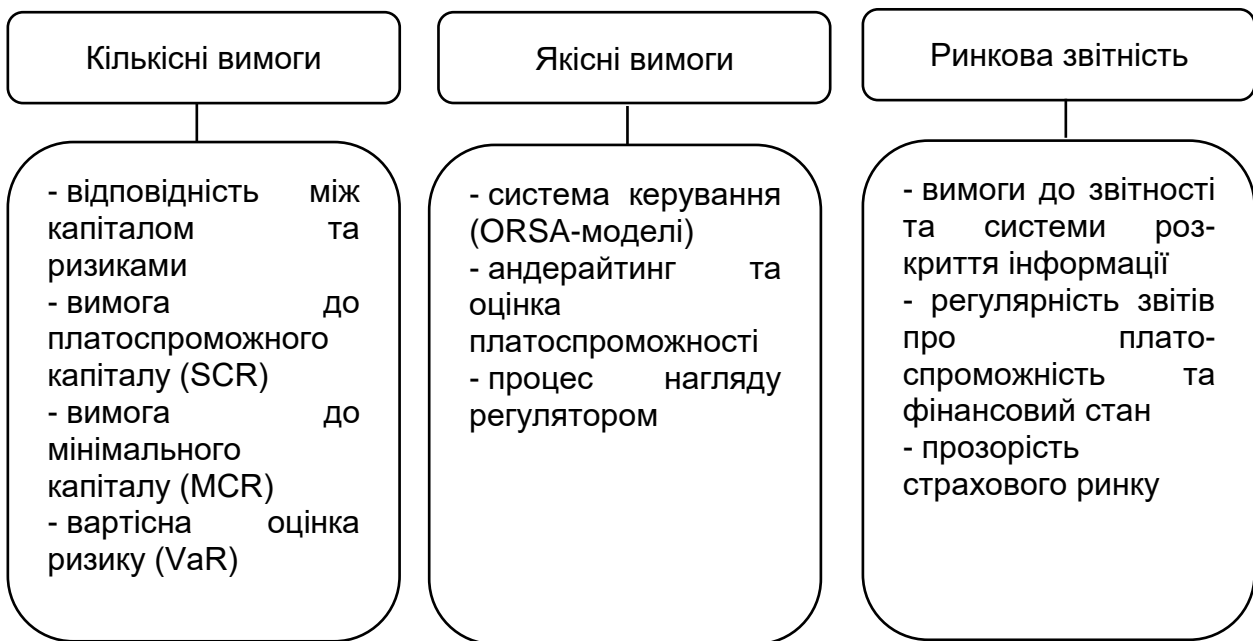 Кількісні вимоги
- відповідність між
капіталом та
ризиками
- вимога до
платоспроможного
капіталу (SCR)
- вимога до
мінімального
капіталу (MCR)
- вартісна оцінка
ризику (VaR)
Якісні вимоги
- система керування
(ORSA-моделі)
- андерайтинг та
оцінка
платоспроможності
- процес нагляду
регулятором
Ринкова звітність
- вимоги до звітності
та системи роз-
криття інформації
- регулярність звітів
про плато-
спроможність та
фінансовий стан
- прозорість
страхового ринку